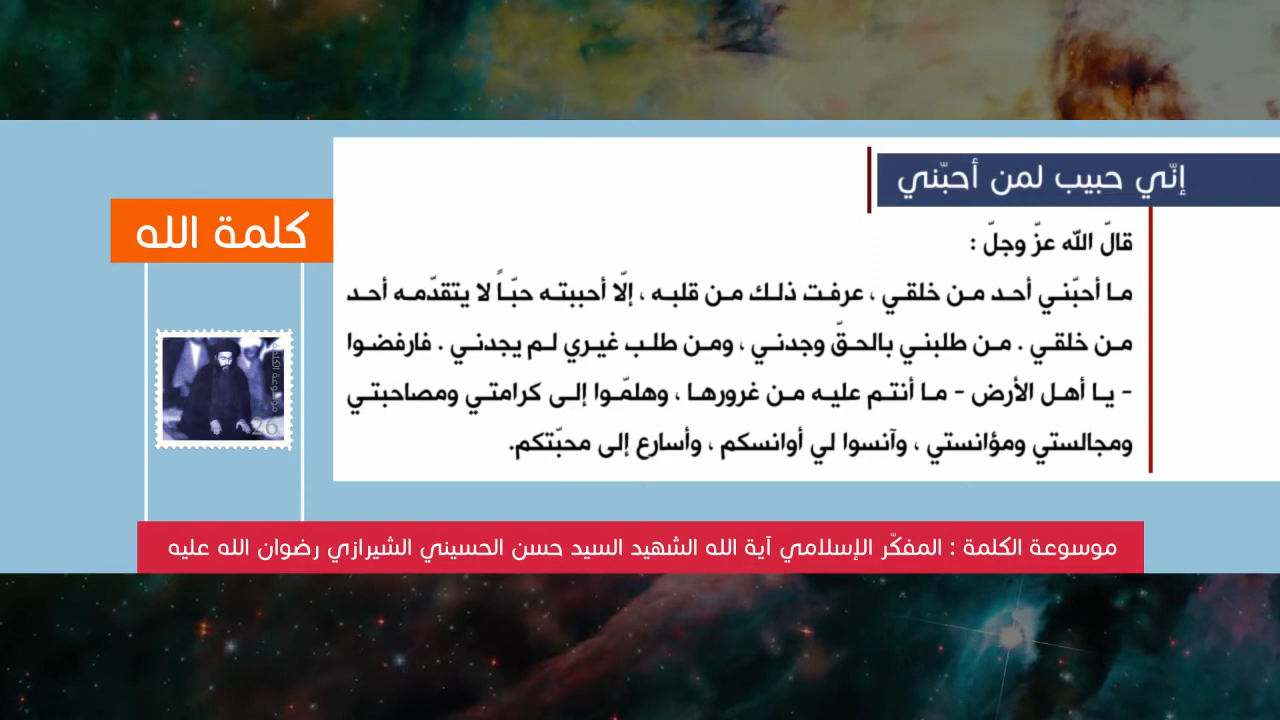 إنّي حبيب لمن أحبّني
قالَ اللّه عزّ وجلّ :
ما أحبّني أحد من خلقي ، عرفت ذلك من قلبه ، إلّا أحببته حبّاً لا يتقدّمه أحد
من خلقي . من طلبني بالحقّ وجدني ، ومن طلب غيري لم يجدني . فارفضوا
- يا أهل الأرض - ما أنتم عليه من غرورها ، وهلمّوا إلى كرامتي ومصاحبتي
ومجالستي ومؤانستي ، وآنسوا لي أوانسكم ، وأسارع إلى محبّتكم.
كلمة الله
موسوعة الكلمة
26
موسوعة الكلمة : المفكّر الإسلامي آية الله الشهيد السيد حسن الحسيني الشيرازي رضوان الله عليه